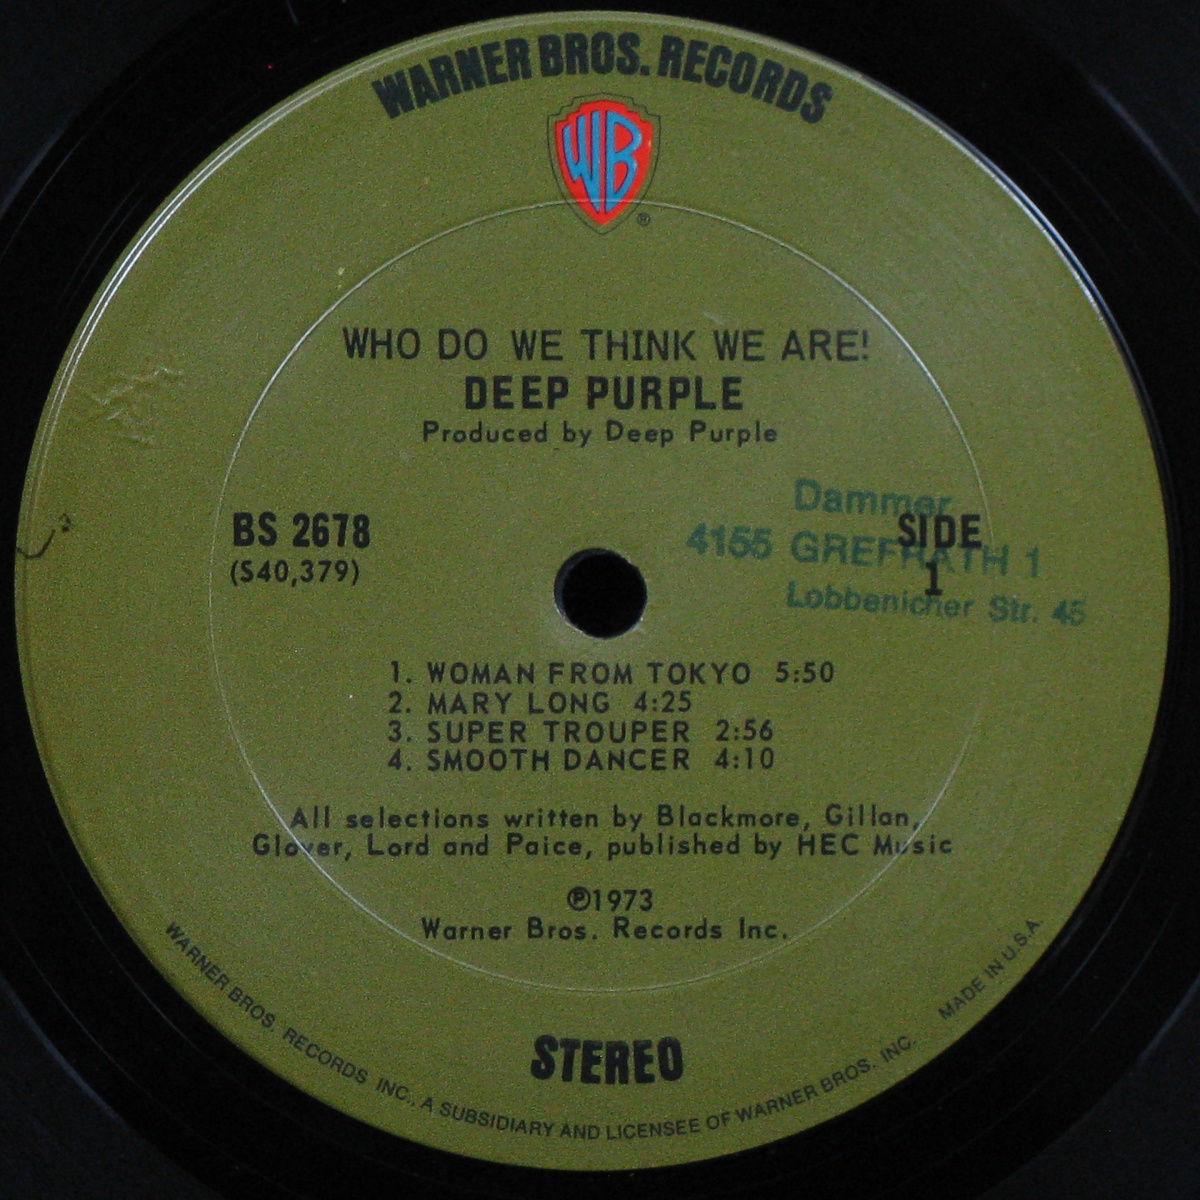 WARNER BROS. RECORDS
WB
®
WHO DO WE THINK WE ARE!
DEEP PURPLE
Produced by Deep Purple
BS 2678
(S40,379)
SIDE
1
Dammer
4155 GREFRATH 1
Lobbenicher Str. 45
1. WOMAN FROM TOKYO 5:50
2. MARY LONG 4:25
3. SUPER TROUPER 2:56
4. SMOOTH DANCER 4:10
All selections written by Blackmore, Gillan,
Glover, Lord and Paice, published by HEC Music
℗1973
Warner Bros. Records Inc.
STEREO
WARNER BROS. RECORDS INC., A SUBSIDIARY AND LICENSEE OF WARNER BROS. INC. MADE IN U.S.A.